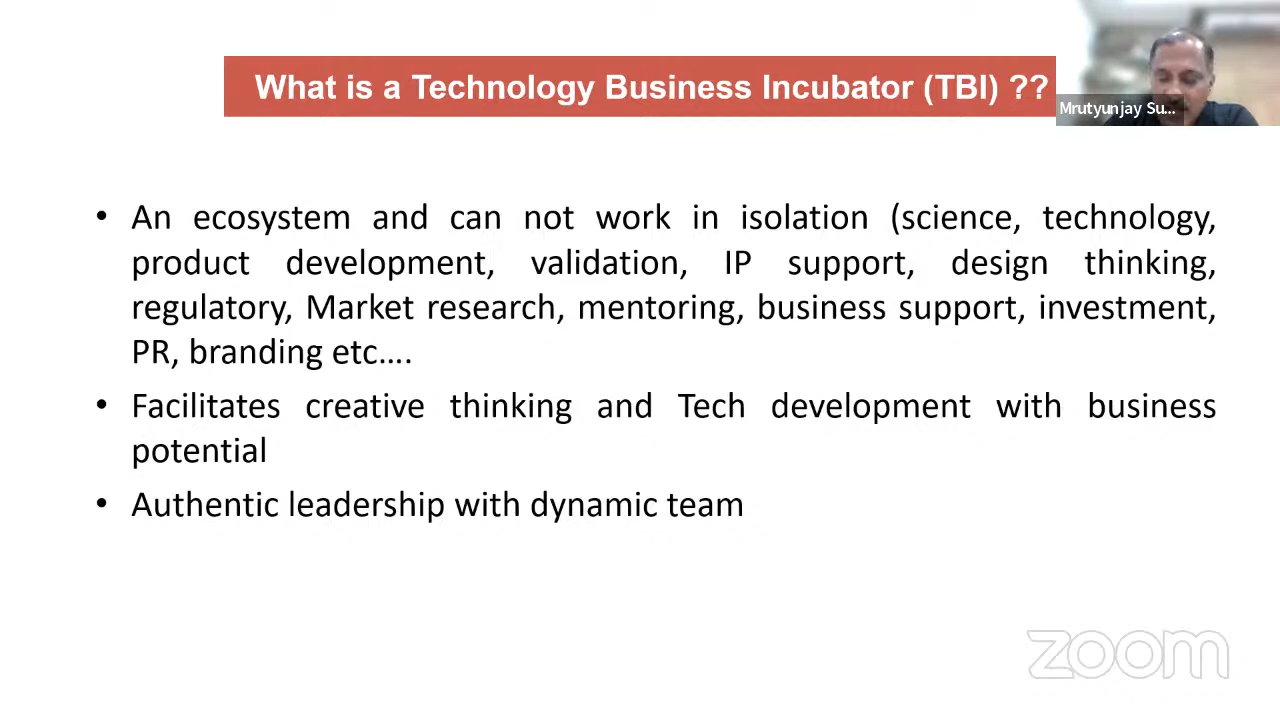 What is a Technology Business Incubator (TBI) ??
Mrutyunjay Su...
• An ecosystem and can not work in isolation (science, technology,
product development, validation, IP support, design thinking,
regulatory, Market research, mentoring, business support, investment,
PR, branding etc....
• Facilitates creative thinking and Tech development with business
potential
• Authentic leadership with dynamic team
zoom